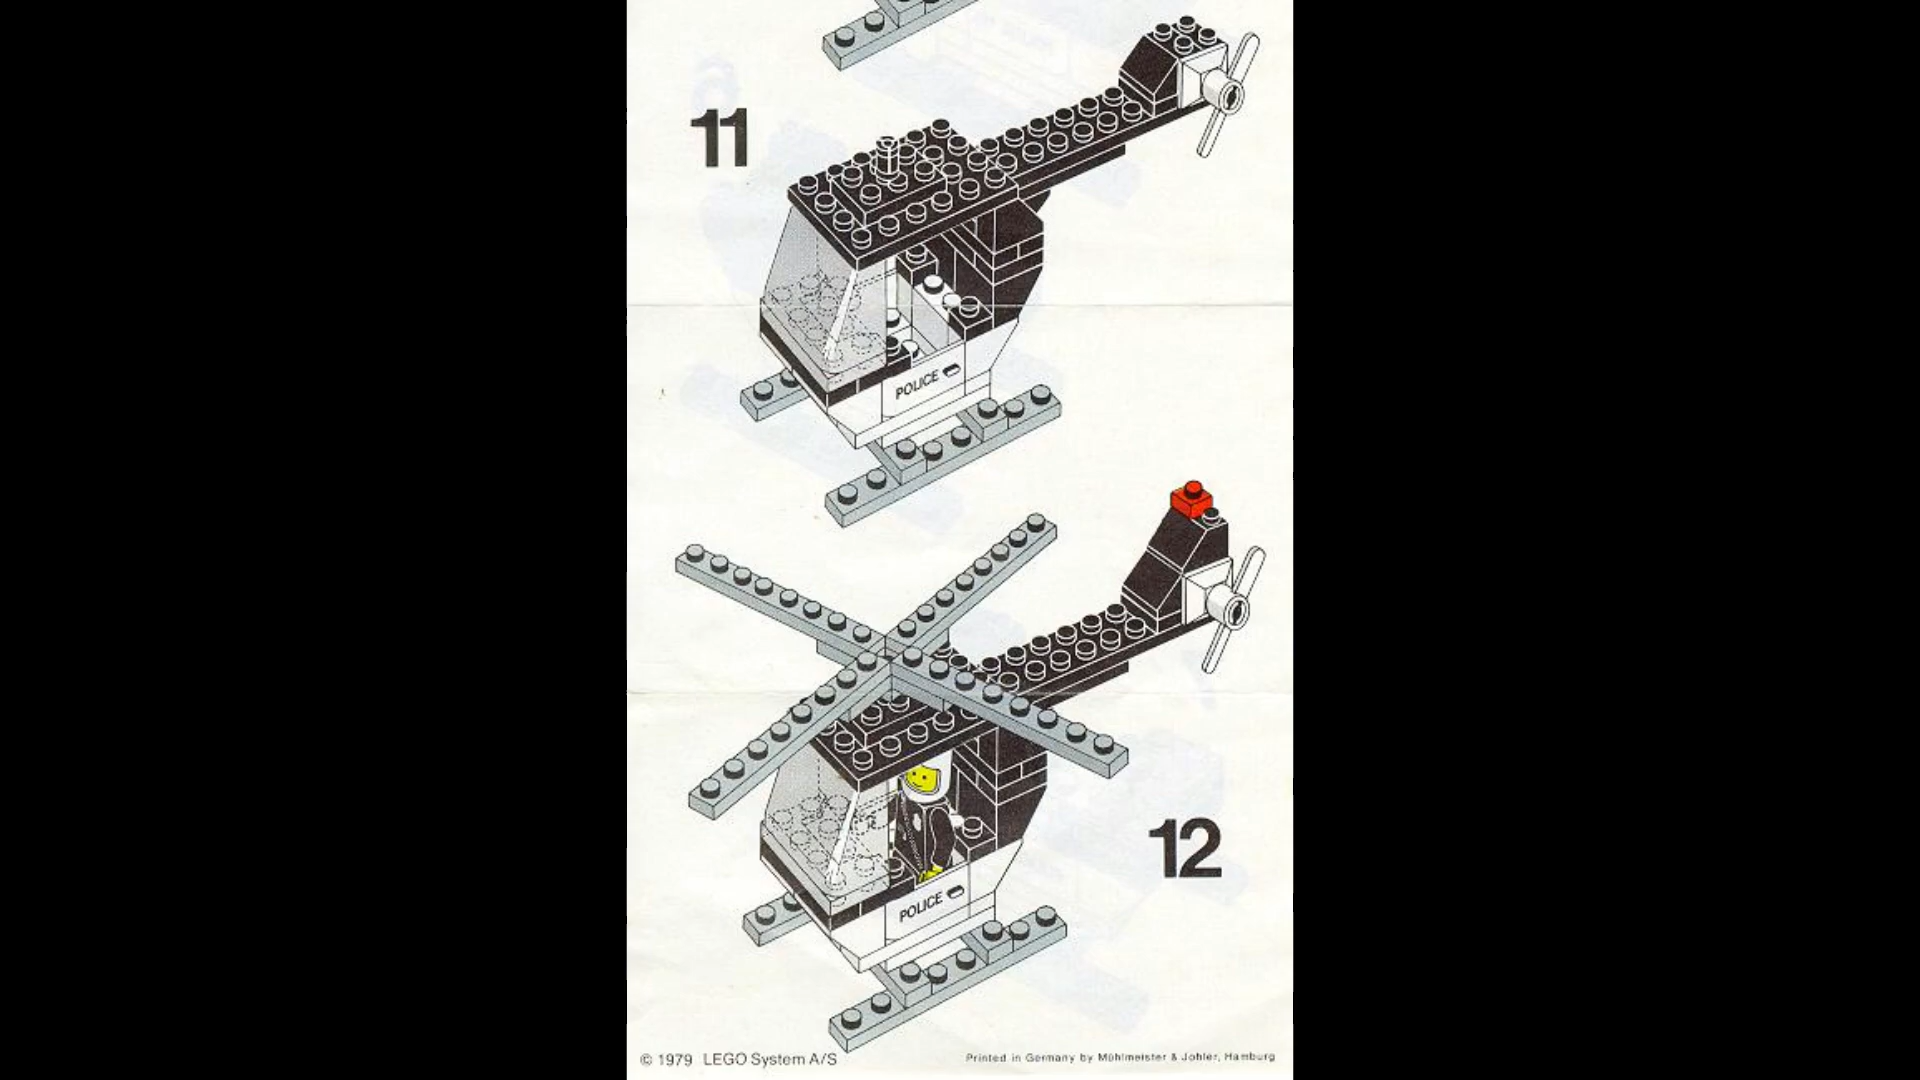 11
POLICE
12
POLICE
© 1979 LEGO System A/S
Printed in Germany by Mühlmeister & Johler, Hamburg